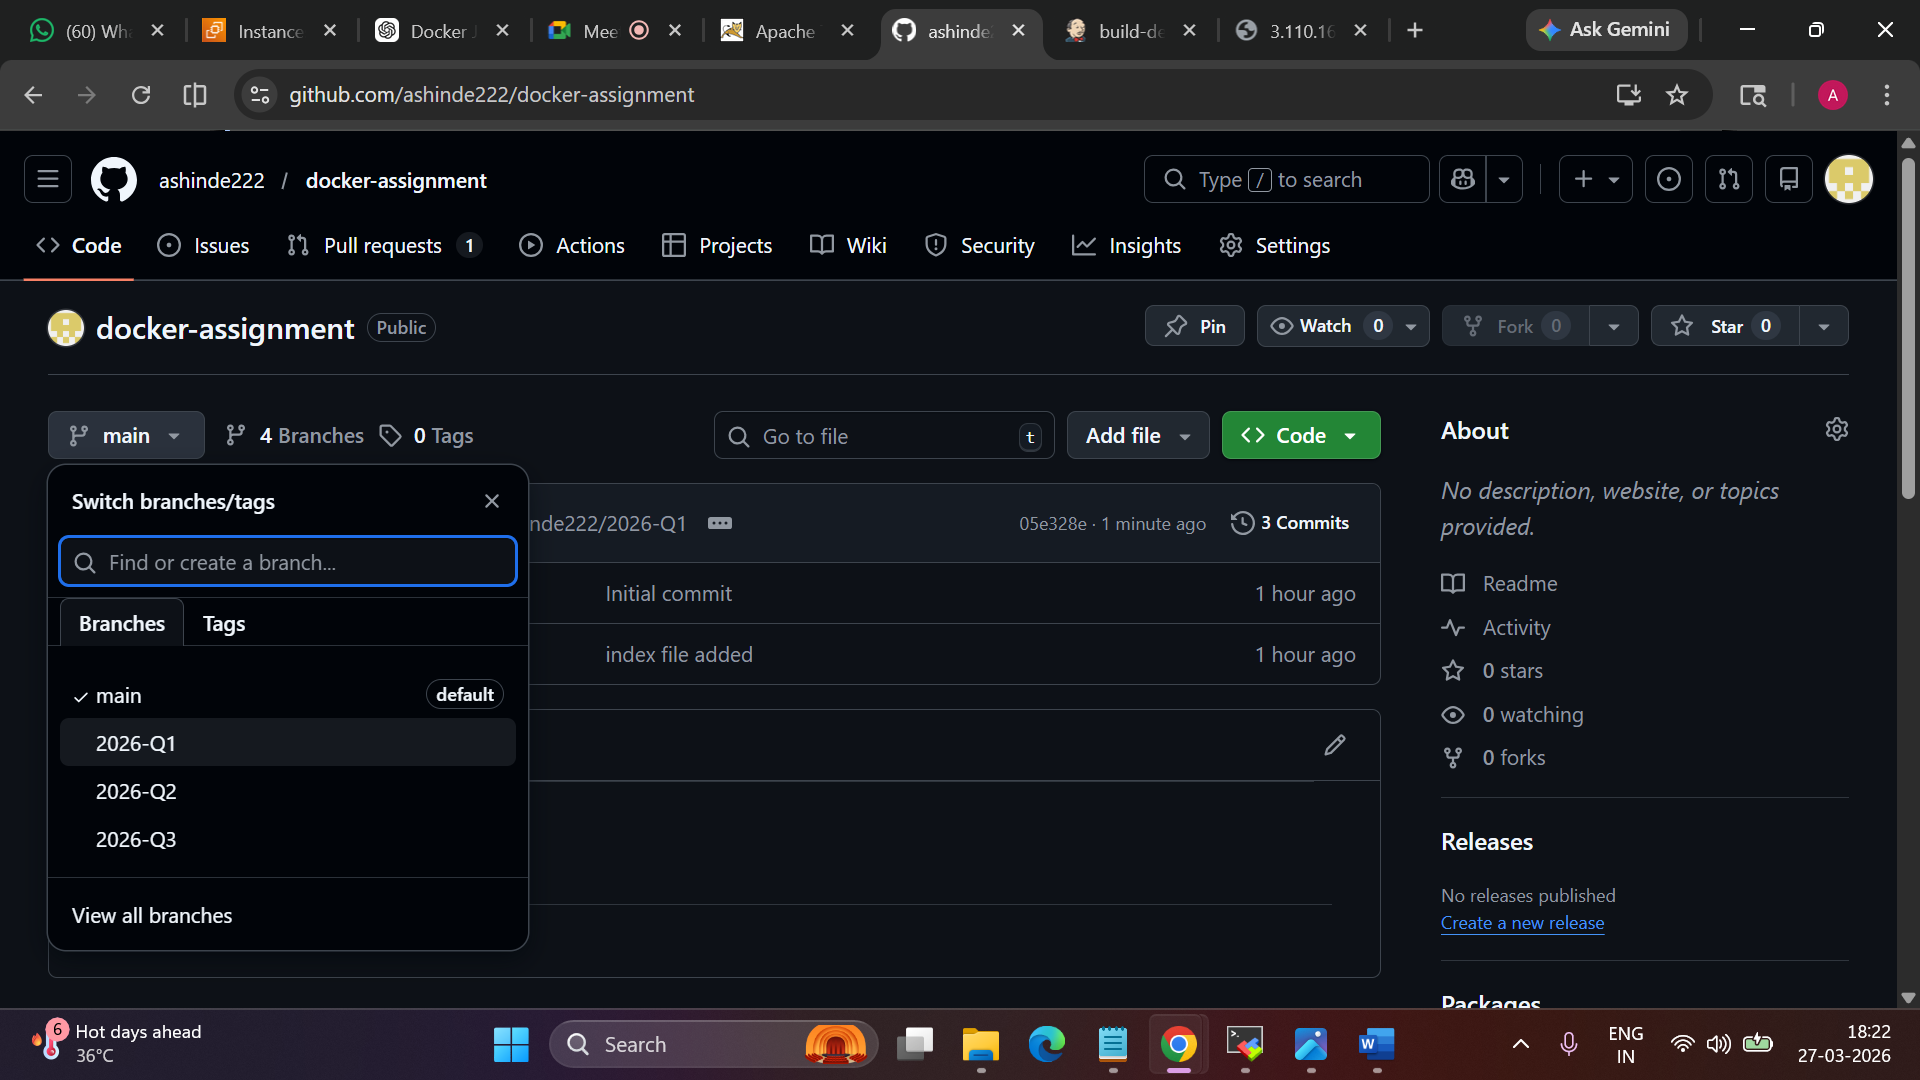 (60) Wh
Instance
Docker J
Mee
Apache T
ashinde2
build-de
3.110.16
Ask Gemini
github.com/ashinde222/docker-assignment
A
ashinde222 / docker-assignment
Type / to search
Code
Issues
Pull requests 1
Actions
Projects
Wiki
Security
Insights
Settings
docker-assignment Public
Pin
Watch 0
Fork 0
Star 0
main
4 Branches
0 Tags
Go to file t
Add file
Code
Switch branches/tags
Find or create a branch...
Branches
Tags
main default
2026-Q1
2026-Q2
2026-Q3
View all branches
nde222/2026-Q1
05e328e · 1 minute ago
3 Commits
Initial commit
1 hour ago
index file added
1 hour ago
About
No description, website, or topics
provided.
Readme
Activity
0 stars
0 watching
0 forks
Releases
No releases published
Create a new release
Packages
6
Hot days ahead
36°C
Search
ENG
IN
18:22
27-03-2026